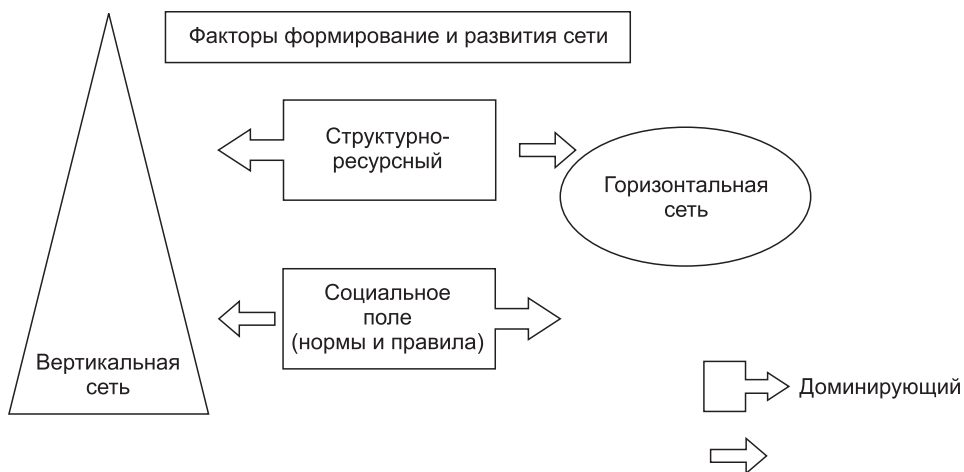 Факторы формирование и развития сети
Структурно-
ресурсный
Горизонтальная
сеть
Социальное
поле
(нормы и правила)
Вертикальная
сеть
Доминирующий